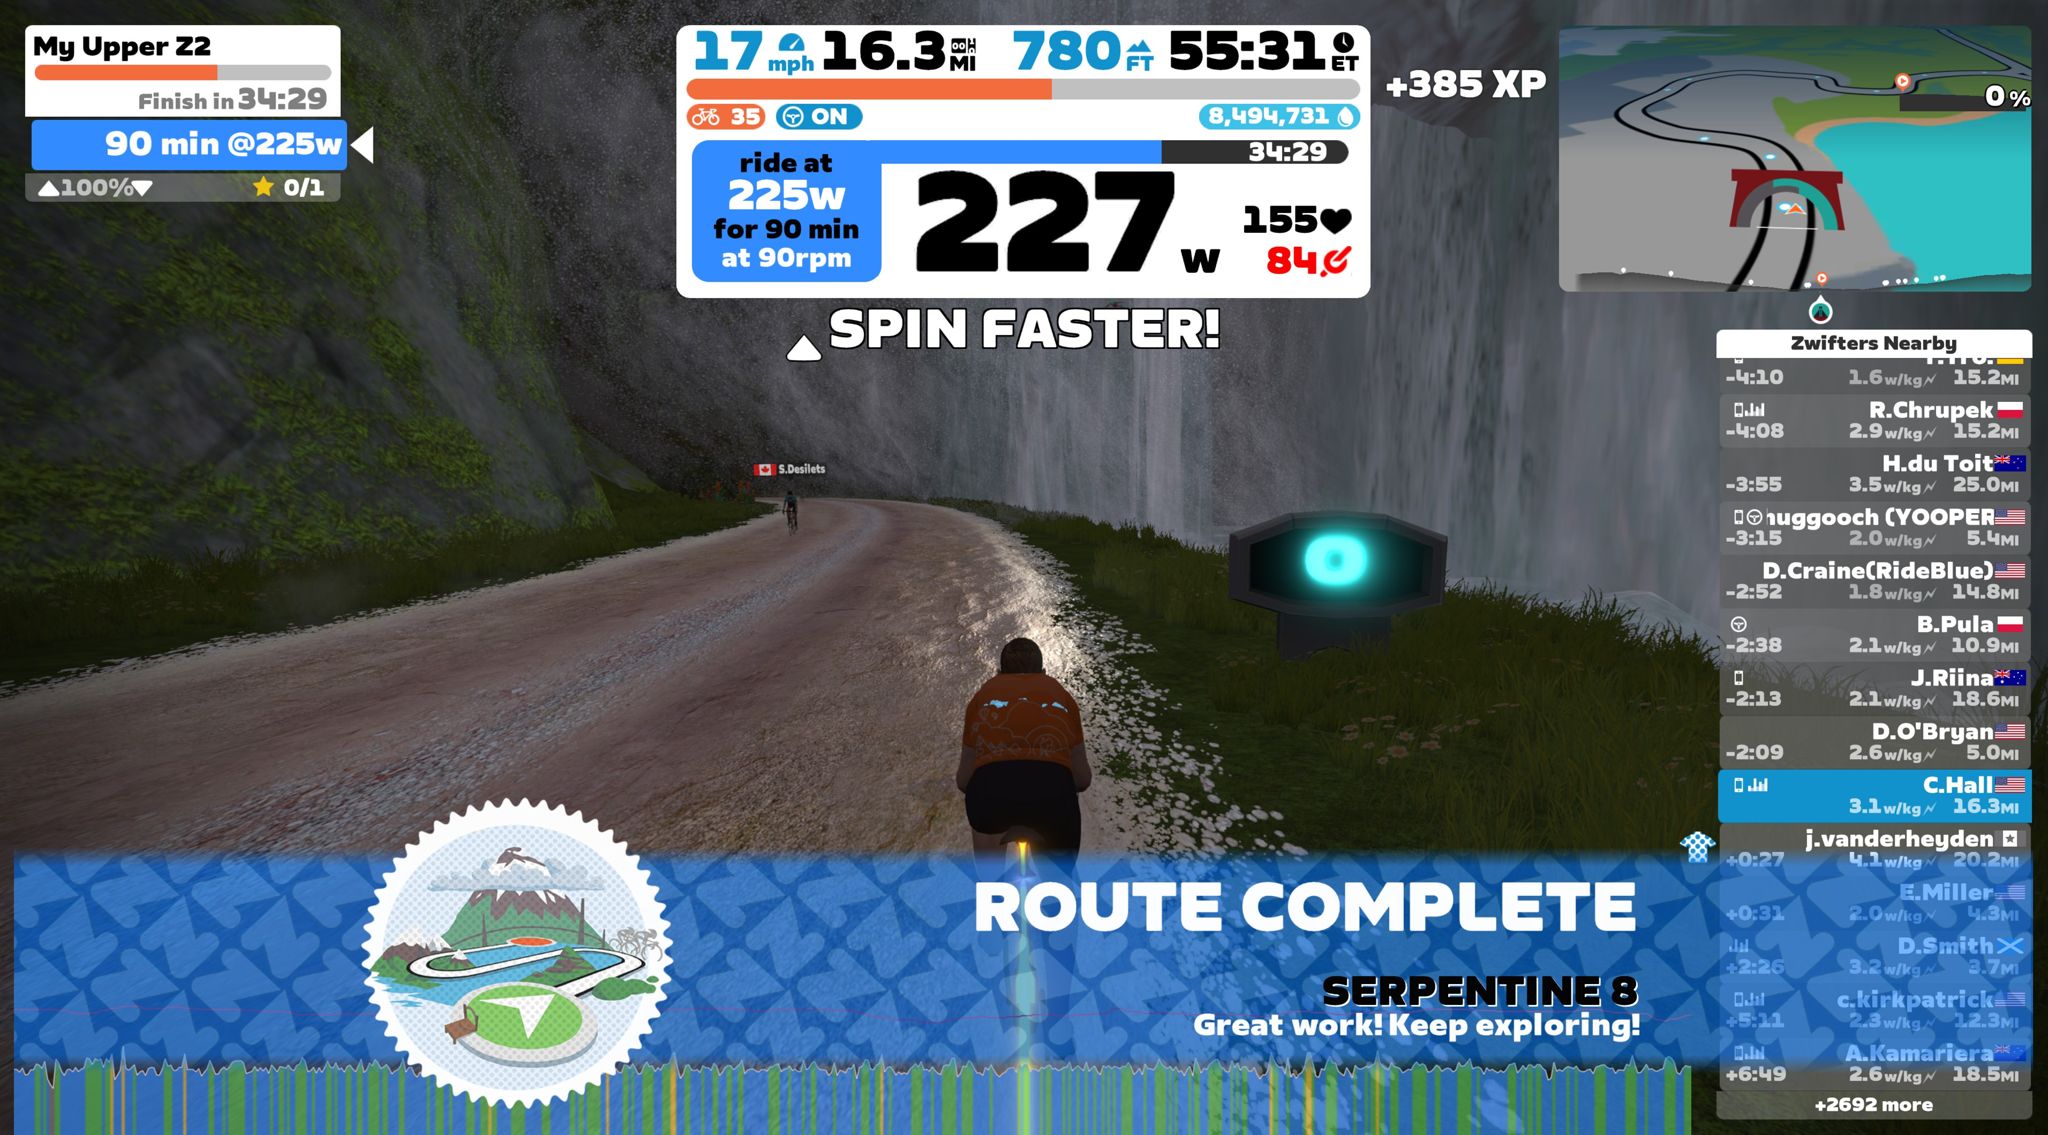 My Upper Z2
Finish in 34:29
90 min @225w
100%
0/1
17 mph 16.3 MI 780 FT 55:31 ET
35 ON 8,494,731
34:29
ride at
225w
for 90 min
at 90rpm
227 w
155
84
SPIN FASTER!
+385 XP
0 %
S.Desilets
Zwifters Nearby
-4:10 1.6w/kg 15.2MI
R.Chrupek
-4:08 2.9w/kg 15.2MI
H.du Toit
-3:55 3.5w/kg 25.0MI
huggooch (YOOPER
-3:15 2.0w/kg 5.4MI
D.Craine(RideBlue)
-2:52 1.8w/kg 14.8MI
B.Pula
-2:38 2.1w/kg 10.9MI
J.Riina
-2:13 2.1w/kg 18.6MI
D.O'Bryan
-2:09 2.6w/kg 5.0MI
C.Hall
3.1w/kg 16.3MI
j.vanderheyden
+0:27 4.1w/kg 20.2MI
E.Miller
+0:31 2.0w/kg 4.3MI
D.Smith
+2:26 3.2w/kg 3.7MI
c.kirkpatrick
+5:11 2.3w/kg 12.3MI
A.Kamariera
+6:49 2.6w/kg 18.5MI
+2692 more
ROUTE COMPLETE
SERPENTINE 8
Great work! Keep exploring!